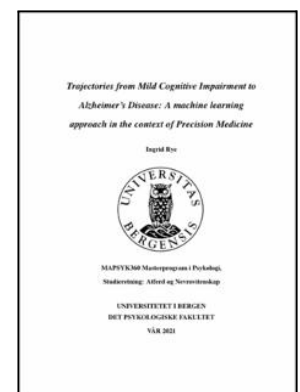 Trajectories from Mild Cognitive Impairment to
Alzheimer's Disease: A machine learning
approach in the context of Precision Medicine
Ingrid Rye
UNIVERSITAS
BERGENSIS
MAPSYK360 Masterprogram i Psykologi,
Studieretning: Atferd og Nevrovitenskap
UNIVERSITETET I BERGEN
DET PSYKOLOGISKE FAKULTET
VÅR 2021